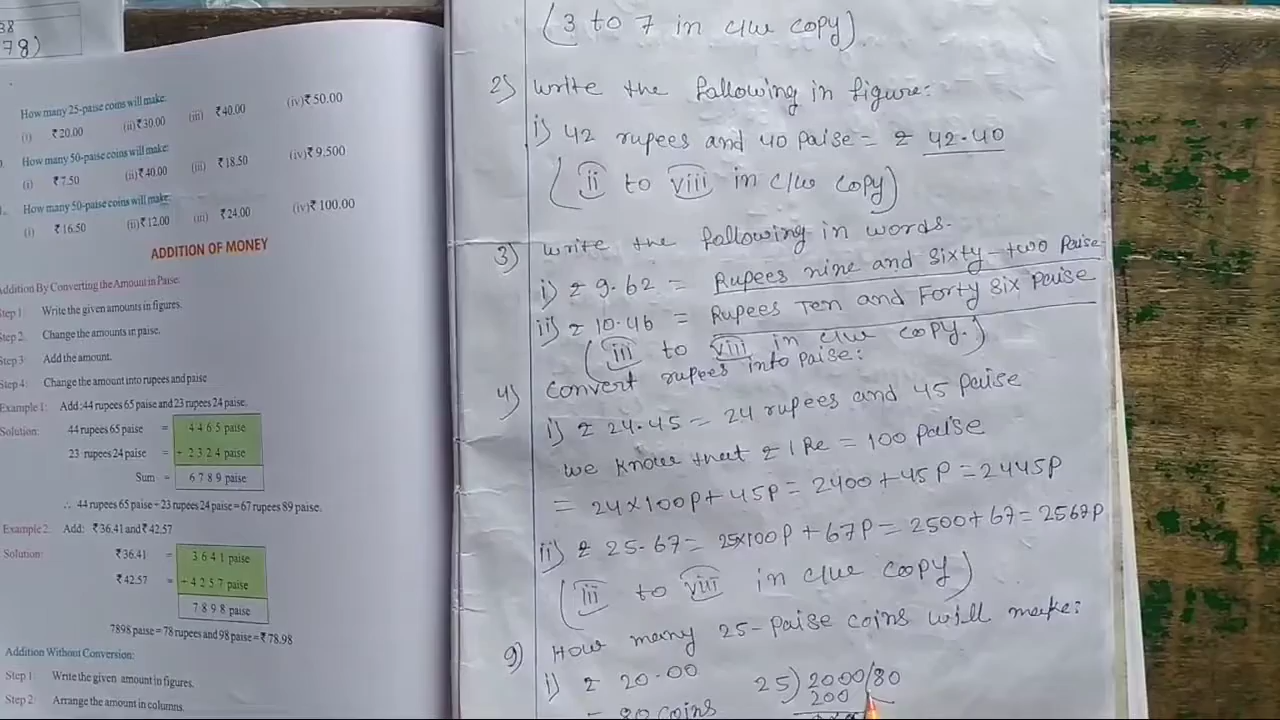 38
78)
How many 25-paise coins will make:
(i) ₹20.00 (ii) ₹30.00 (iii) ₹40.00 (iv) ₹50.00
How many 50-paise coins will make:
(i) ₹7.50 (ii) ₹40.00 (iii) ₹18.50 (iv) ₹9,500
How many 50-paise coins will make:
(i) ₹16.50 (ii) ₹12.00 (iii) ₹24.00 (iv) ₹100.00
ADDITION OF MONEY
Addition By Converting the Amount in Paise:
Step 1: Write the given amounts in figures.
Step 2: Change the amounts in paise.
Step 3: Add the amount.
Step 4: Change the amount into rupees and paise
Example 1: Add: 44 rupees 65 paise and 23 rupees 24 paise.
Solution: 44 rupees 65 paise = 4 4 6 5 paise
23 rupees 24 paise = + 2 3 2 4 paise
Sum = 6 7 8 9 paise
∴ 44 rupees 65 paise + 23 rupees 24 paise = 67 rupees 89 paise.
Example 2. Add: ₹36.41 and ₹42.57
Solution: ₹36.41 = 3 6 4 1 paise
₹42.57 = + 4 2 5 7 paise
7 8 9 8 paise
7898 paise = 78 rupees and 98 paise = ₹ 78.98
Addition Without Conversion:
Step 1: Write the given amount in figures.
Step 2: Arrange the amount in columns.
(3 to 7 in c/w copy)
2) Write the following in figure:
i) 42 rupees and 40 paise = ₹ 42.40
(ii to viii in c/w copy)
3) Write the following in words.
i) ₹ 9.62 = Rupees nine and sixty-two paise
ii) ₹ 10.46 = Rupees Ten and Forty six paise
(iii to viii in c/w copy.)
4) Convert rupees into paise:
i) ₹ 24.45 = 24 rupees and 45 paise
we know that ₹ 1 Re = 100 paise
= 24×100p + 45p = 2400 + 45p = 2445p
ii) ₹ 25.67 = 25×100p + 67p = 2500 + 67 = 2567p
(iii to viii in c/w copy)
9) How many 25-paise coins will make:
i) ₹ 20.00 25)2000(80
= 80 coins 200